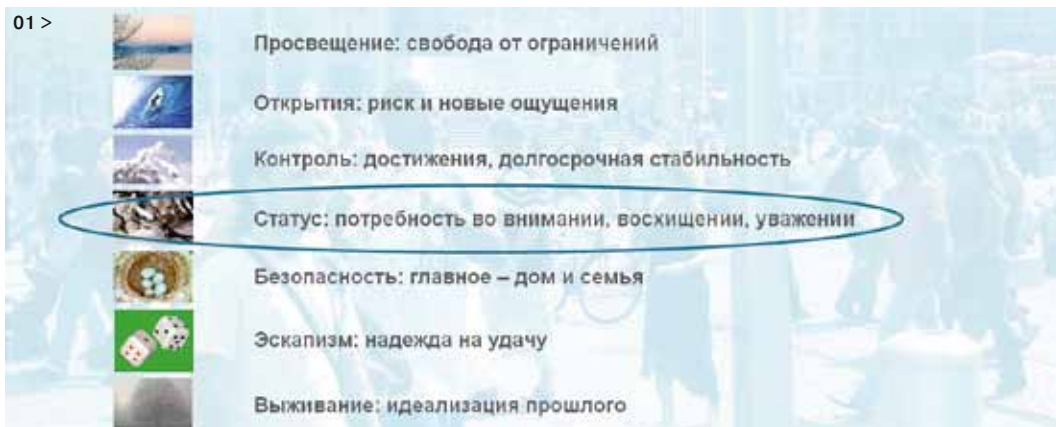 01 >
Просвещение: свобода от ограничений
Открытия: риск и новые ощущения
Контроль: достижения, долгосрочная стабильность
Статус: потребность во внимании, восхищении, уважении
Безопасность: главное – дом и семья
Эскапизм: надежда на удачу
Выживание: идеализация прошлого